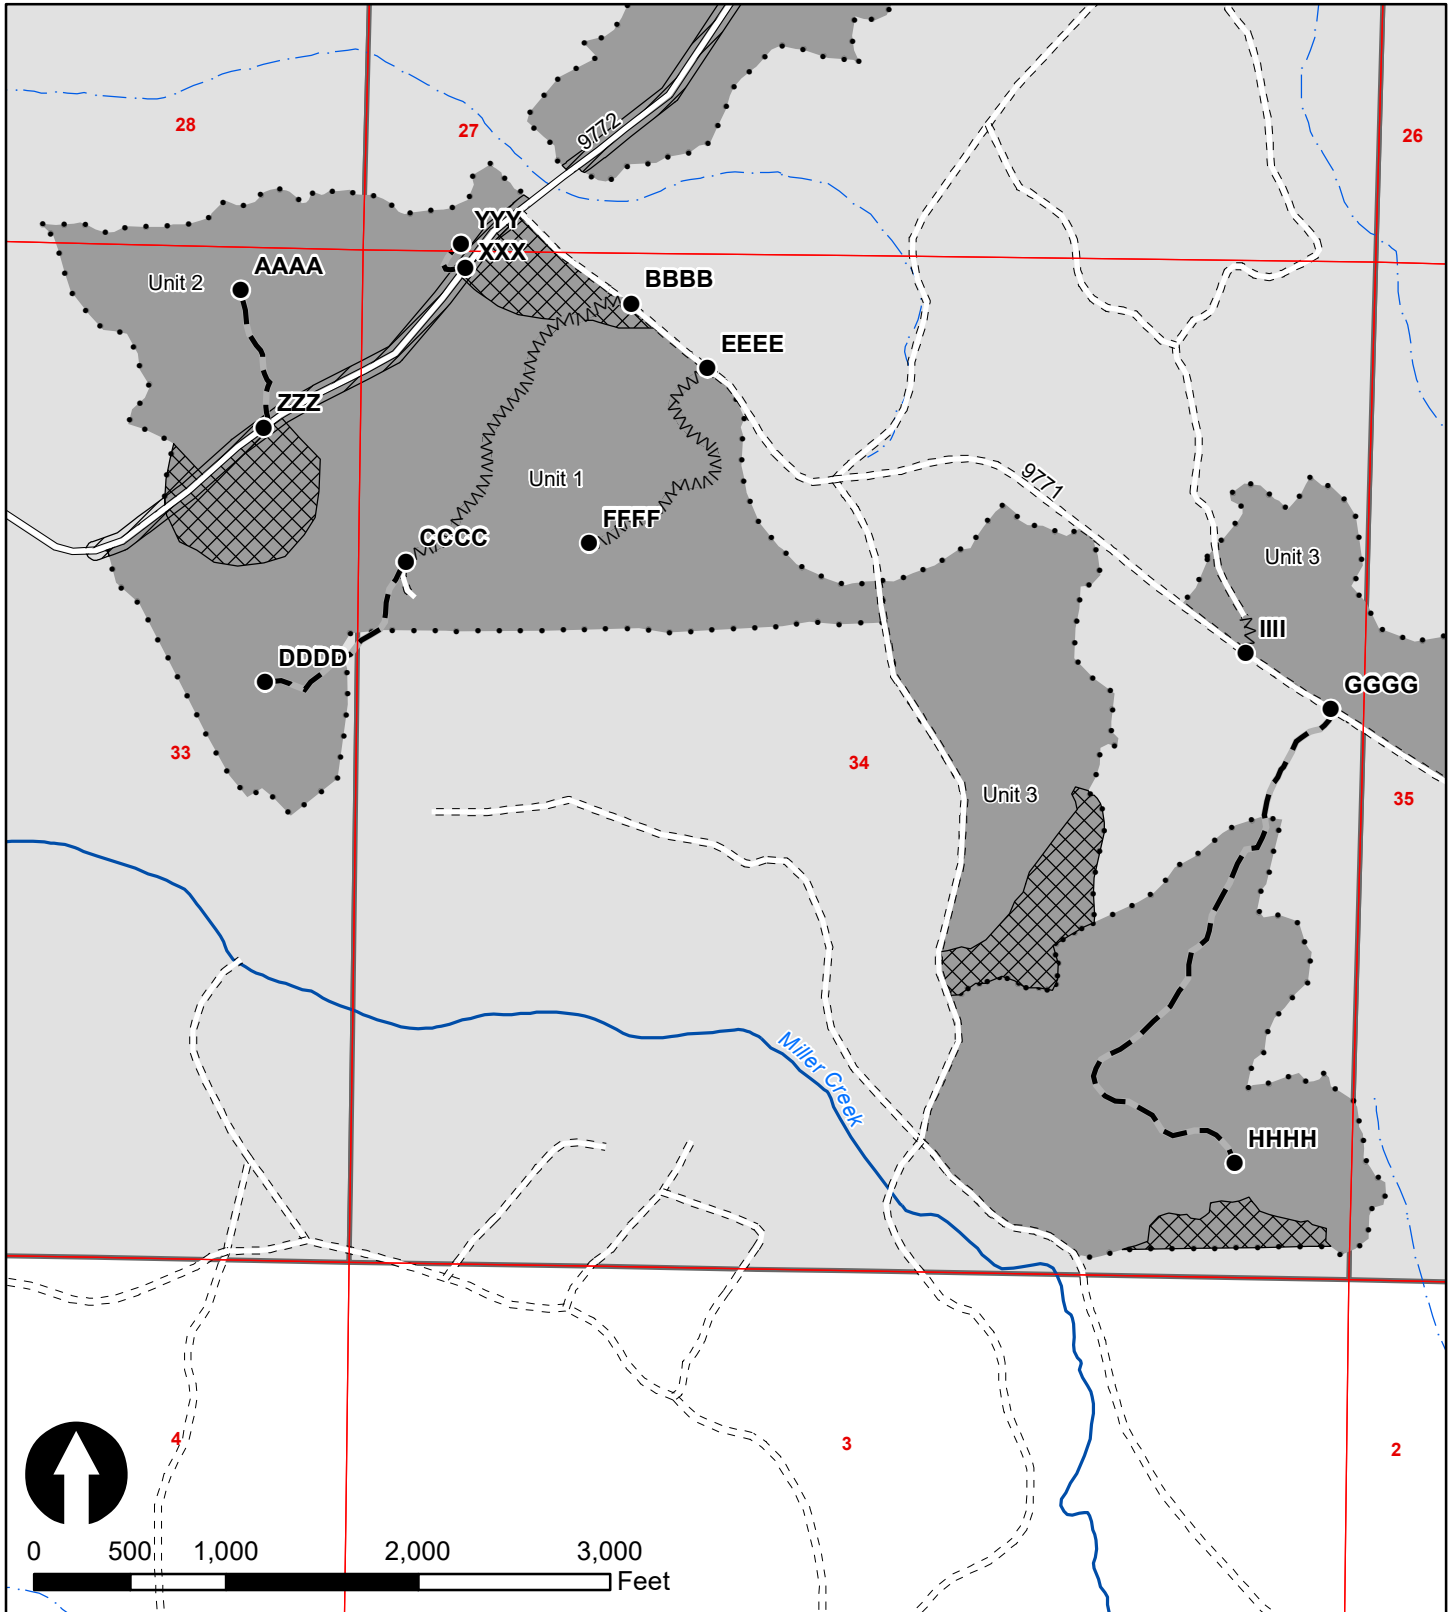 28
27
9772
26
YYY
XXX
AAAA
Unit 2
BBBB
EEEE
ZZZ
Unit 1
9771
FFFF
CCCC
Unit 3
IIII
DDDD
GGGG
33
34
Unit 3
35
Miller Creek
HHHH
4
3
2
0 500 1,000 2,000 3,000
Feet